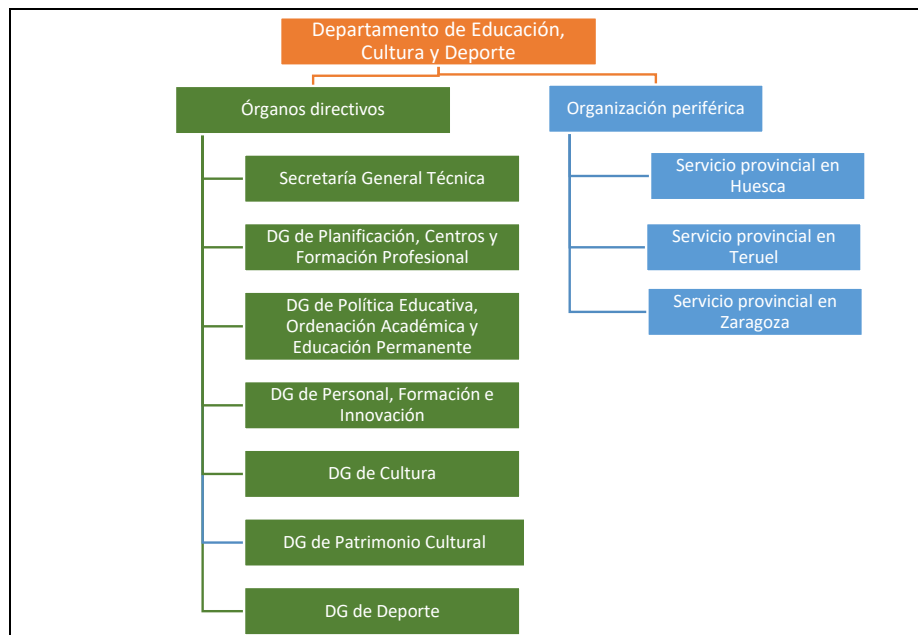 Departamento de Educación,
Cultura y Deporte
Órganos directivos
Secretaría General Técnica
DG de Planificación, Centros y
Formación Profesional
DG de Política Educativa,
Ordenación Académica y
Educación Permanente
DG de Personal, Formación e
Innovación
DG de Cultura
DG de Patrimonio Cultural
DG de Deporte
Organización periférica
Servicio provincial en
Huesca
Servicio provincial en
Teruel
Servicio provincial en
Zaragoza